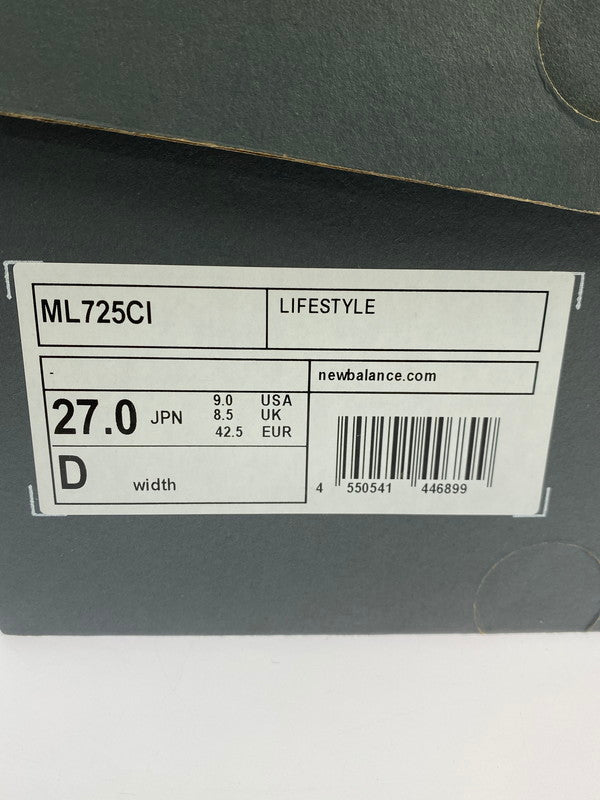 ML725CI
LIFESTYLE
-
newbalance.com
27.0 JPN
9.0 USA
8.5 UK
42.5 EUR
D width
4 550541 446899